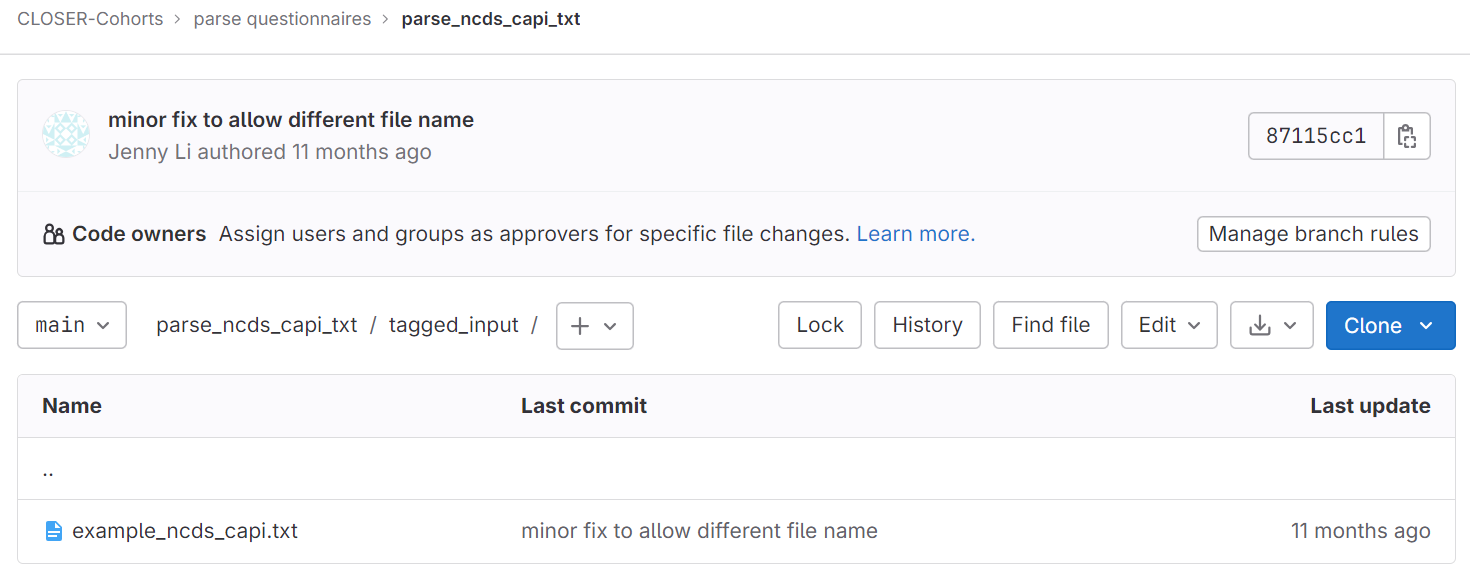 CLOSER-Cohorts > parse questionnaires > parse_ncds_capi_txt
minor fix to allow different file name
Jenny Li authored 11 months ago
87115cc1
Code owners Assign users and groups as approvers for specific file changes. Learn more.
Manage branch rules
main parse_ncds_capi_txt / tagged_input / + Lock History Find file Edit Clone
Name Last commit Last update
..
example_ncds_capi.txt minor fix to allow different file name 11 months ago